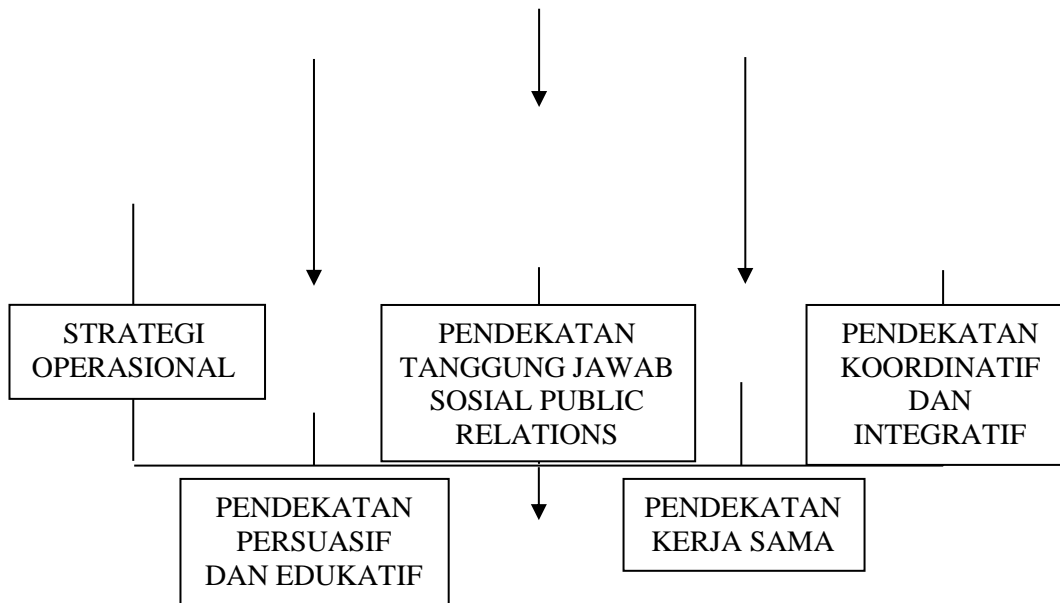 STRATEGI
OPERASIONAL
PENDEKATAN
TANGGUNG JAWAB
SOSIAL PUBLIC
RELATIONS
PENDEKATAN
KOORDINATIF
DAN
INTEGRATIF
PENDEKATAN
PERSUASIF
DAN EDUKATIF
PENDEKATAN
KERJA SAMA